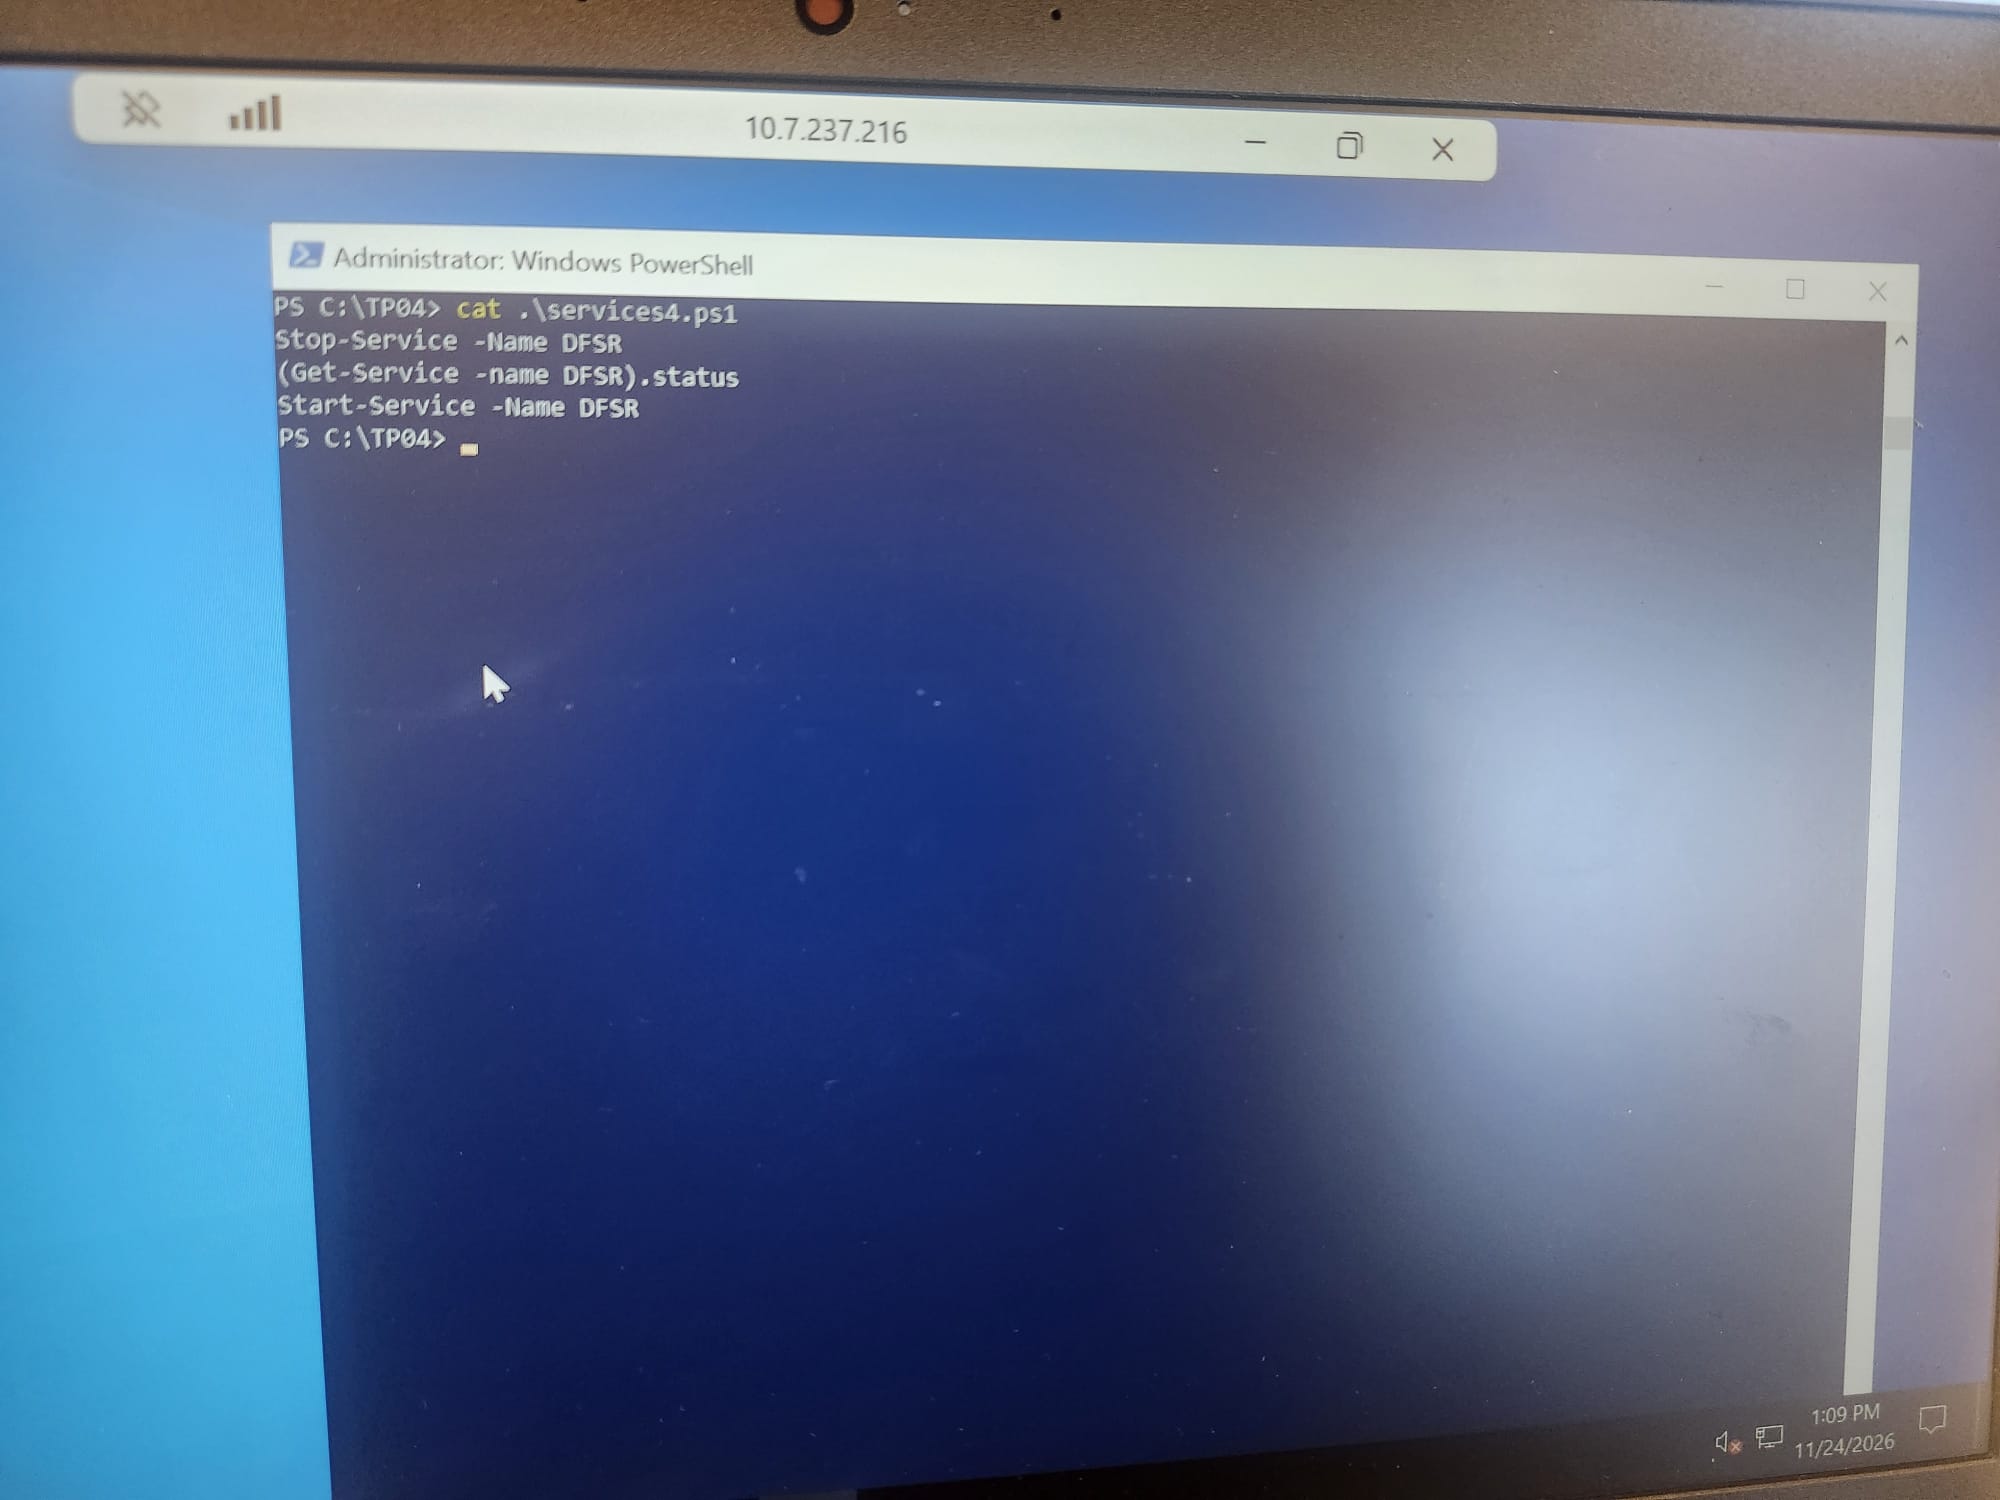 10.7.237.216
Administrator: Windows PowerShell
PS C:\TP04> cat .\services4.ps1
Stop-Service -Name DFSR
(Get-Service -name DFSR).status
Start-Service -Name DFSR
PS C:\TP04>
1:09 PM
11/24/2026